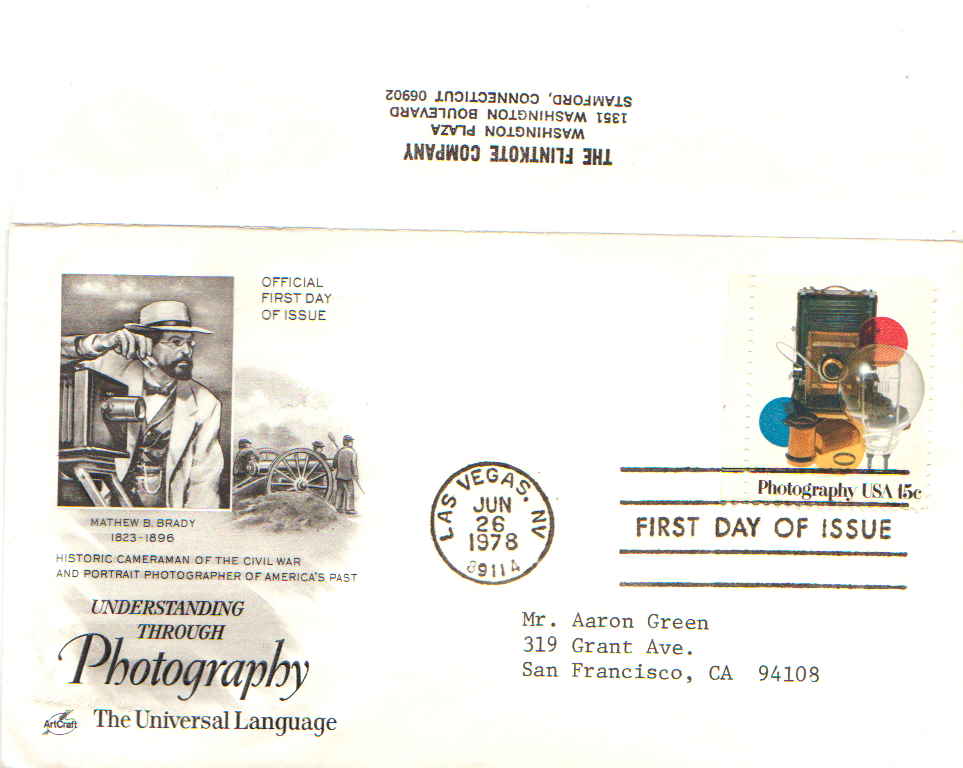 THE FLINTKOTE COMPANY
WASHINGTON PLAZA
1351 WASHINGTON BOULEVARD
STAMFORD, CONNECTICUT 06902
OFFICIAL
FIRST DAY
OF ISSUE
MATHEW B. BRADY
1823-1896
HISTORIC CAMERAMAN OF THE CIVIL WAR
AND PORTRAIT PHOTOGRAPHER OF AMERICA'S PAST
UNDERSTANDING
THROUGH
Photography
The Universal Language
ArtCraft
LAS VEGAS, NV
JUN
26
1978
89114
Photography USA 15c
FIRST DAY OF ISSUE
Mr. Aaron Green
319 Grant Ave.
San Francisco, CA 94108